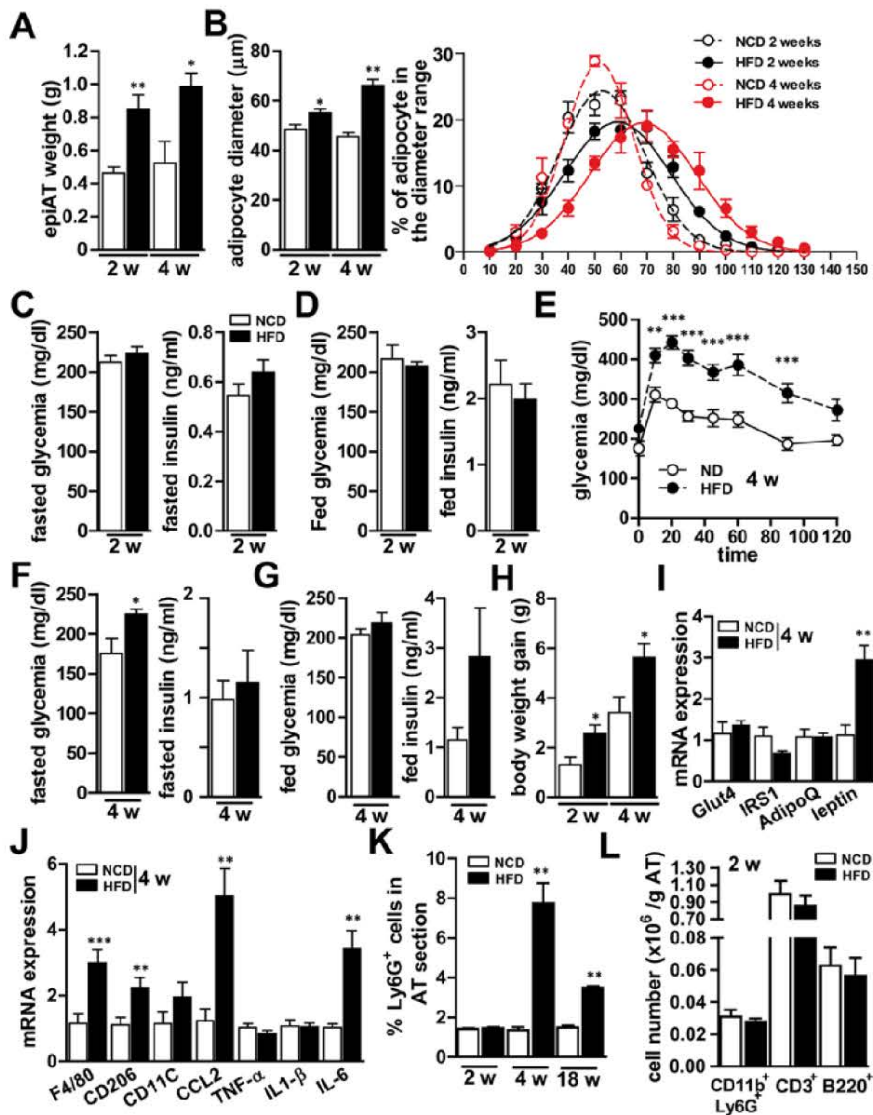 A
epiAT weight (g)
1.2
1.0
0.8
0.6
0.4
0.2
0
**
*
2 w
4 w
B
adipocyte diameter (µm)
80
60
40
20
0
*
**
2 w
4 w
% of adipocyte in
the diameter range
30
20
10
0
10 20 30 40 50 60 70 80 90 100 110 120 130 150
NCD 2 weeks
HFD 2 weeks
NCD 4 weeks
HFD 4 weeks
C
fasted glycemia (mg/dl)
250
200
150
100
50
0
2 w
fasted insulin (ng/ml)
0.8
0.6
0.4
0.2
0.0
NCD
HFD
2 w
D
Fed glycemia (mg/dl)
250
200
150
100
50
0
2 w
fed insulin (ng/ml)
3
2
1
0
2 w
E
glycemia (mg/dl)
500
400
300
200
100
0
** *** *** *** *** ***
ND
HFD
4 w
0 20 40 60 80 100 120
time
F
fasted glycemia (mg/dl)
250
200
150
100
50
0
*
4 w
fasted insulin (ng/ml)
2
1
0
4 w
G
fed glycemia (mg/dl)
250
200
150
100
50
0
4 w
fed insulin (ng/ml)
4
3
2
1
0
4 w
H
body weight gain (g)
8
6
4
2
0
*
*
2 w
4 w
I
mRNA expression
4
3
2
1
0
NCD
HFD
4 w
**
Glut4
IRS1
AdipoQ
leptin
J
mRNA expression
6
4
2
0
NCD
HFD
4 w
***
**
**
**
F4/80
CD206
CD11C
CCL2
TNF-α
IL1-β
IL-6
K
% Ly6G+ cells in
AT section
10
8
6
4
2
0
NCD
HFD
**
**
2 w
4 w
18 w
L
cell number (x10⁶ /g AT)
1.10
0.90
0.08
0.06
0.04
0.02
0.00
2 w
NCD
HFD
CD11b+
Ly6G+
CD3+
B220+